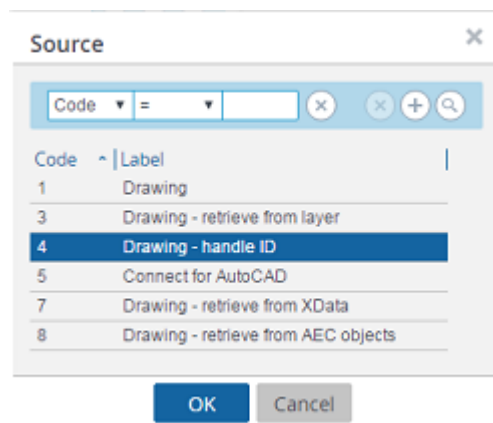 Source
Code =
Code Label
1 Drawing
3 Drawing - retrieve from layer
4 Drawing - handle ID
5 Connect for AutoCAD
7 Drawing - retrieve from XData
8 Drawing - retrieve from AEC objects
OK Cancel